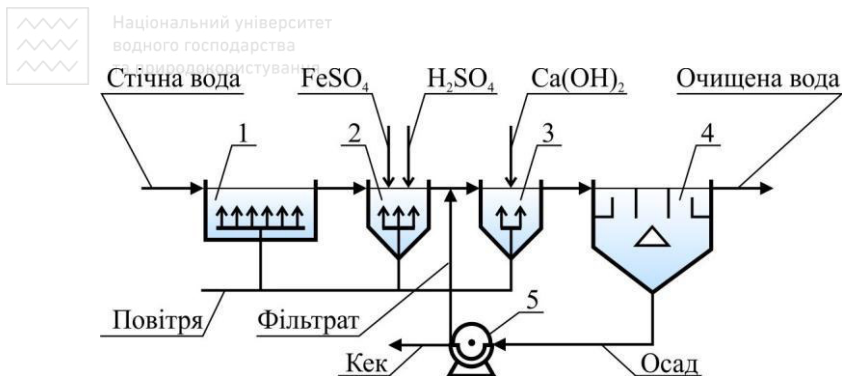 Національний університет
водного господарства
та природокористування
Стічна вода FeSO₄ H₂SO₄ Ca(OH)₂ Очищена вода
1 2 3 4
Повітря Фільтрат 5
Кек Осад